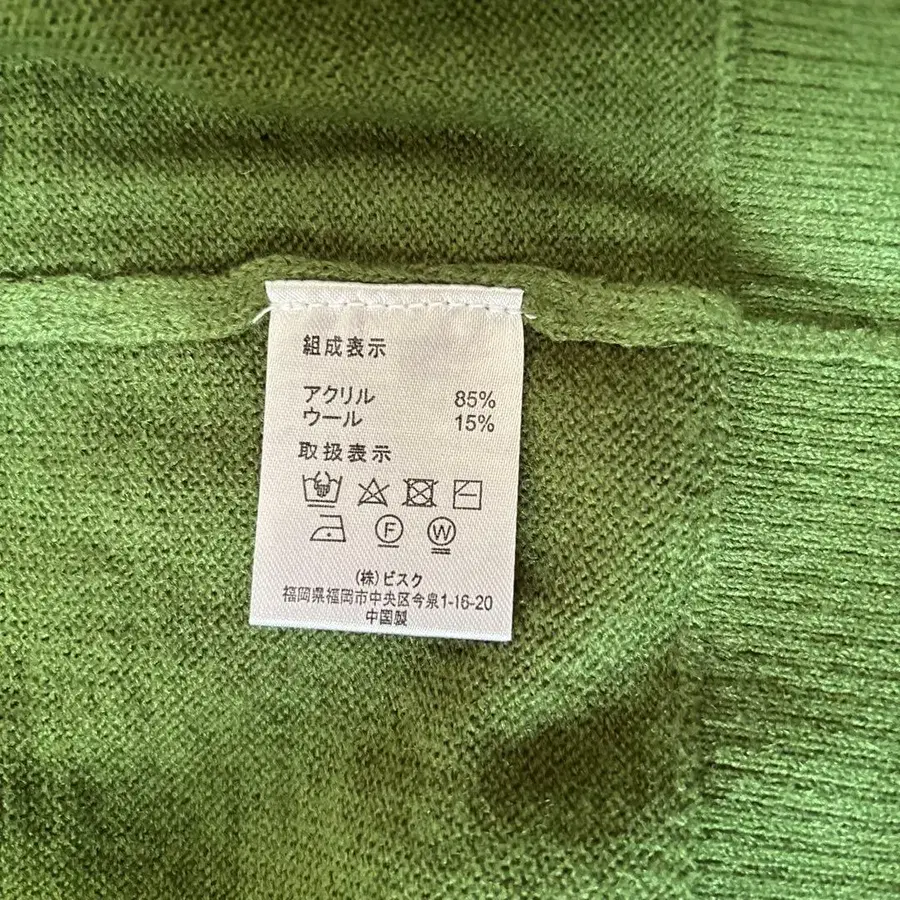 組成表示
アクリル 85%
ウール 15%
取扱表示
F W
(株)ビスク
福岡県福岡市中央区今泉1-16-20
中国製